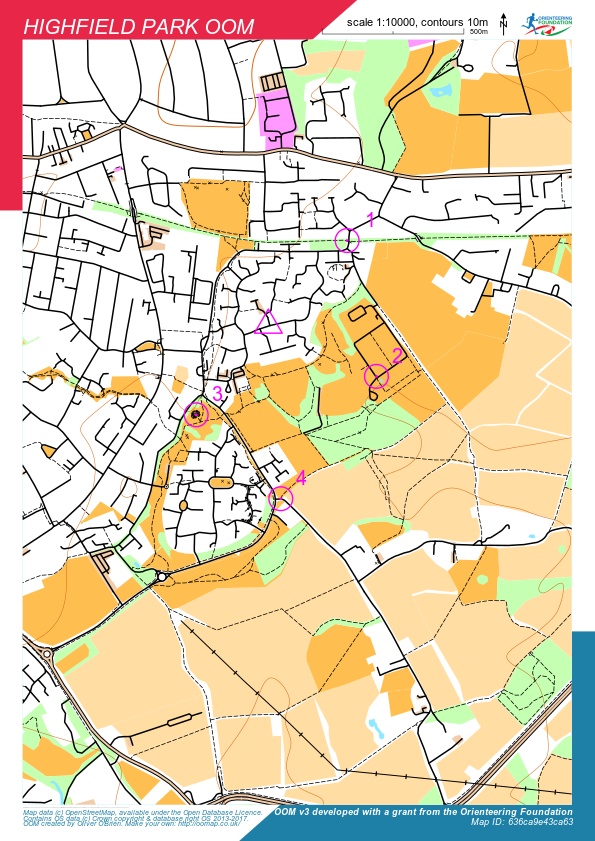 HIGHFIELD PARK OOM
scale 1:10000, contours 10m
500m
N
ORIENTEERING
FOUNDATION
1
2
3
4
Map data (c) OpenStreetMap, available under the Open Database Licence.
Contains OS data (c) Crown copyright & database right OS 2013-2017.
OOM created by Oliver O'Brien. Make your own: http://oomap.co.uk/
OOM v3 developed with a grant from the Orienteering Foundation
Map ID: 636ca9e43ca63